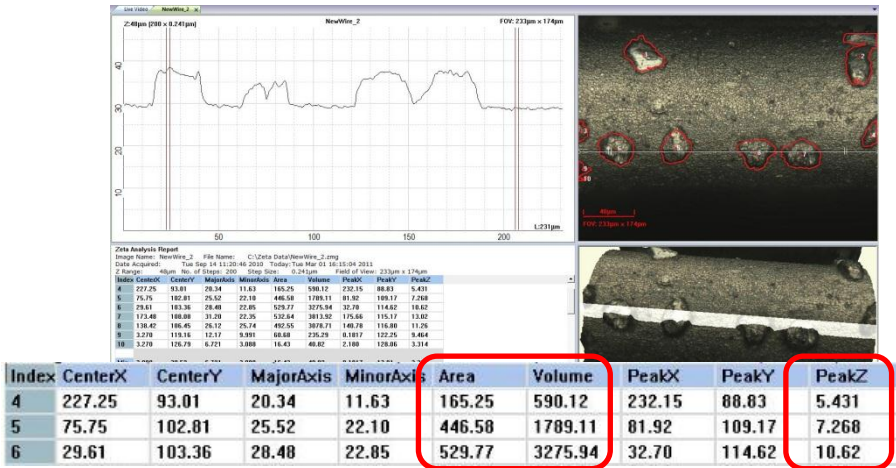 Live Video NewWire_2 x
Z:48µm (200 × 0.241µm) NewWire_2 FOV: 233µm × 174µm
40
30
20
10
50 100 150 200
L:231µm
40µm
FOV: 233µm × 174µm
Zeta Analysis Report
Image Name: NewWire_2 File Name: C:\Zeta Data\NewWire_2.zmg
Date Acquired: Tue Sep 14 11:20:46 2010 Today: Tue Mar 01 16:15:04 2011
Z Range: 48µm No. of Steps: 200 Step Size: 0.241µm Field of View: 233µm x 174µm
Index CenterX CenterY MajorAxis MinorAxis Area Volume PeakX PeakY PeakZ
4 227.25 93.01 20.34 11.63 165.25 590.12 232.15 88.83 5.431
5 75.75 102.81 25.52 22.10 446.58 1789.11 81.92 109.17 7.268
6 29.61 103.36 28.48 22.85 529.77 3275.94 32.70 114.62 10.62
7 173.48 108.08 31.20 22.35 532.64 3813.92 175.66 115.17 13.02
8 138.42 106.45 26.12 25.74 492.55 3078.71 140.78 116.80 11.26
9 3.270 119.16 12.17 9.991 60.68 235.29 0.1817 122.25 9.464
10 3.270 126.79 6.721 3.088 16.43 40.82 2.180 128.06 3.314
Index CenterX CenterY MajorAxis MinorAxis Area Volume PeakX PeakY PeakZ
4 227.25 93.01 20.34 11.63 165.25 590.12 232.15 88.83 5.431
5 75.75 102.81 25.52 22.10 446.58 1789.11 81.92 109.17 7.268
6 29.61 103.36 28.48 22.85 529.77 3275.94 32.70 114.62 10.62